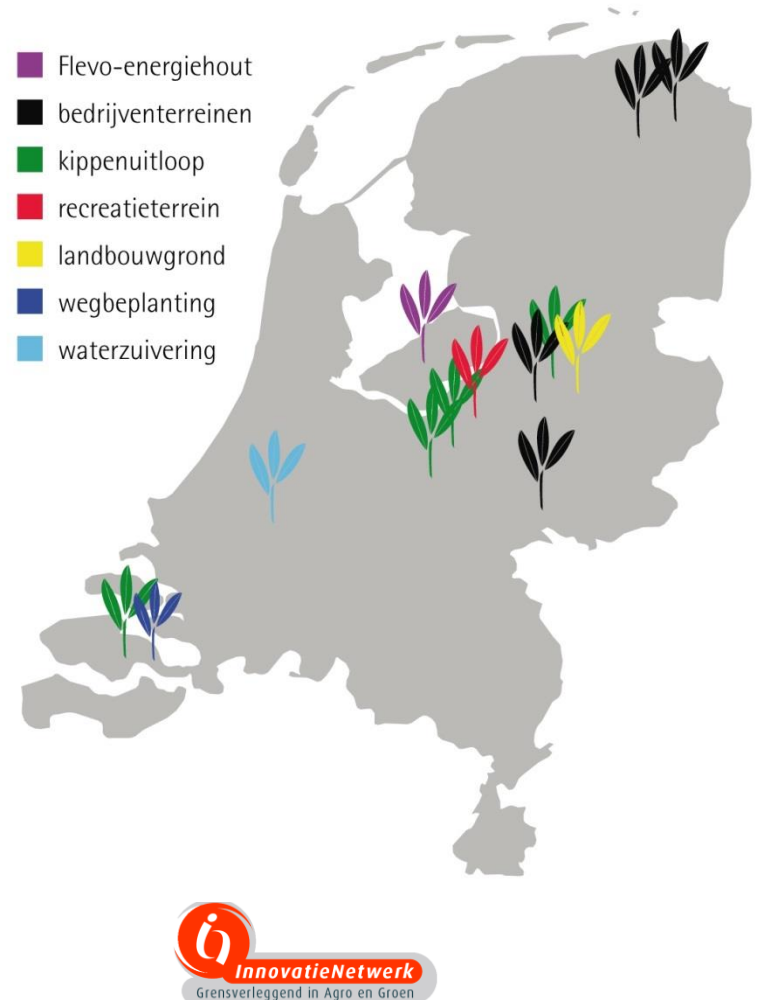 Flevo-energiehout
bedrijventerreinen
kippenuitloop
recreatieterrein
landbouwgrond
wegbeplanting
waterzuivering
InnovatieNetwerk
Grensverleggend in Agro en Groen